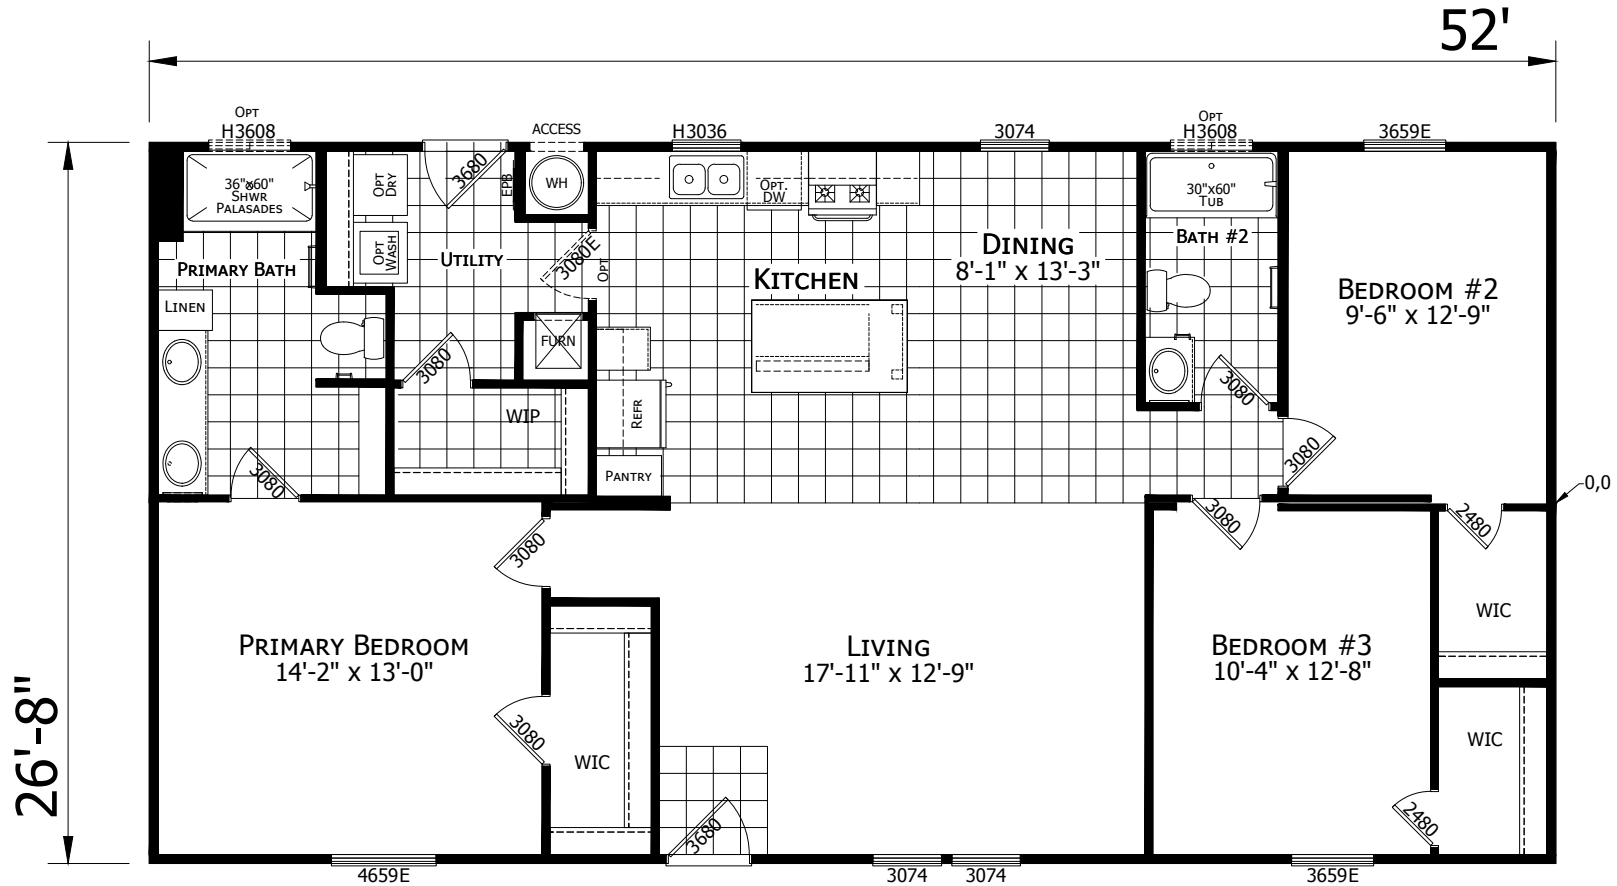 52'
26'-8"
OPT
H3608
ACCESS
H3036
3074
OPT
H3608
3659E
36"x60"
SHWR
PALASADES
OPT
DRY
3680
EPB
WH
OPT.
DW
30"x60"
TUB
OPT
WASH
UTILITY
PRIMARY BATH
3080E
OPT
DINING
8'-1" x 13'-3"
KITCHEN
BATH #2
BEDROOM #2
9'-6" x 12'-9"
LINEN
FURN
3080
3080
WIP
REFR
PANTRY
3080
3080
0,0
3080
3080
2480
PRIMARY BEDROOM
14'-2" x 13'-0"
LIVING
17'-11" x 12'-9"
BEDROOM #3
10'-4" x 12'-8"
WIC
3080
WIC
WIC
3680
2480
4659E
3074
3074
3659E